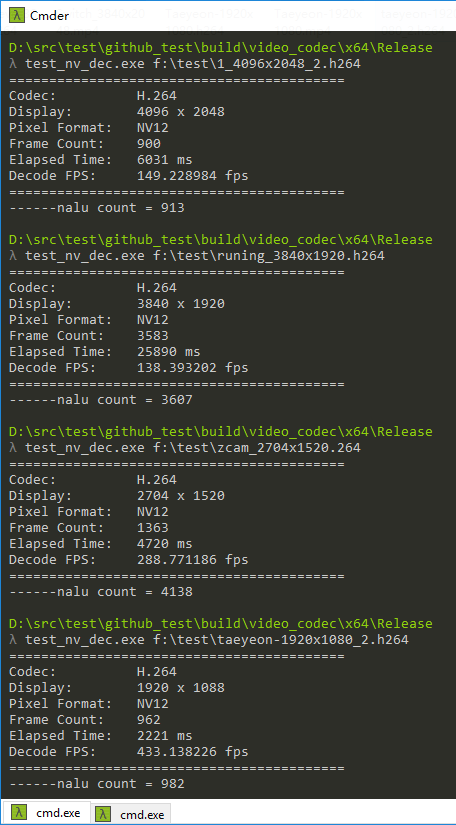 λ Cmder
D:\src\test\github_test\build\video_codec\x64\Release
λ test_nv_dec.exe f:\test\1_4096x2048_2.h264
==========================================
Codec: H.264
Display: 4096 x 2048
Pixel Format: NV12
Frame Count: 900
Elapsed Time: 6031 ms
Decode FPS: 149.228984 fps
==========================================
------nalu count = 913
D:\src\test\github_test\build\video_codec\x64\Release
λ test_nv_dec.exe f:\test\runing_3840x1920.h264
==========================================
Codec: H.264
Display: 3840 x 1920
Pixel Format: NV12
Frame Count: 3583
Elapsed Time: 25890 ms
Decode FPS: 138.393202 fps
==========================================
------nalu count = 3607
D:\src\test\github_test\build\video_codec\x64\Release
λ test_nv_dec.exe f:\test\zcam_2704x1520.264
==========================================
Codec: H.264
Display: 2704 x 1520
Pixel Format: NV12
Frame Count: 1363
Elapsed Time: 4720 ms
Decode FPS: 288.771186 fps
==========================================
------nalu count = 4138
D:\src\test\github_test\build\video_codec\x64\Release
λ test_nv_dec.exe f:\test\taeyeon-1920x1080_2.h264
==========================================
Codec: H.264
Display: 1920 x 1088
Pixel Format: NV12
Frame Count: 962
Elapsed Time: 2221 ms
Decode FPS: 433.138226 fps
==========================================
------nalu count = 982
λ cmd.exe λ cmd.exe